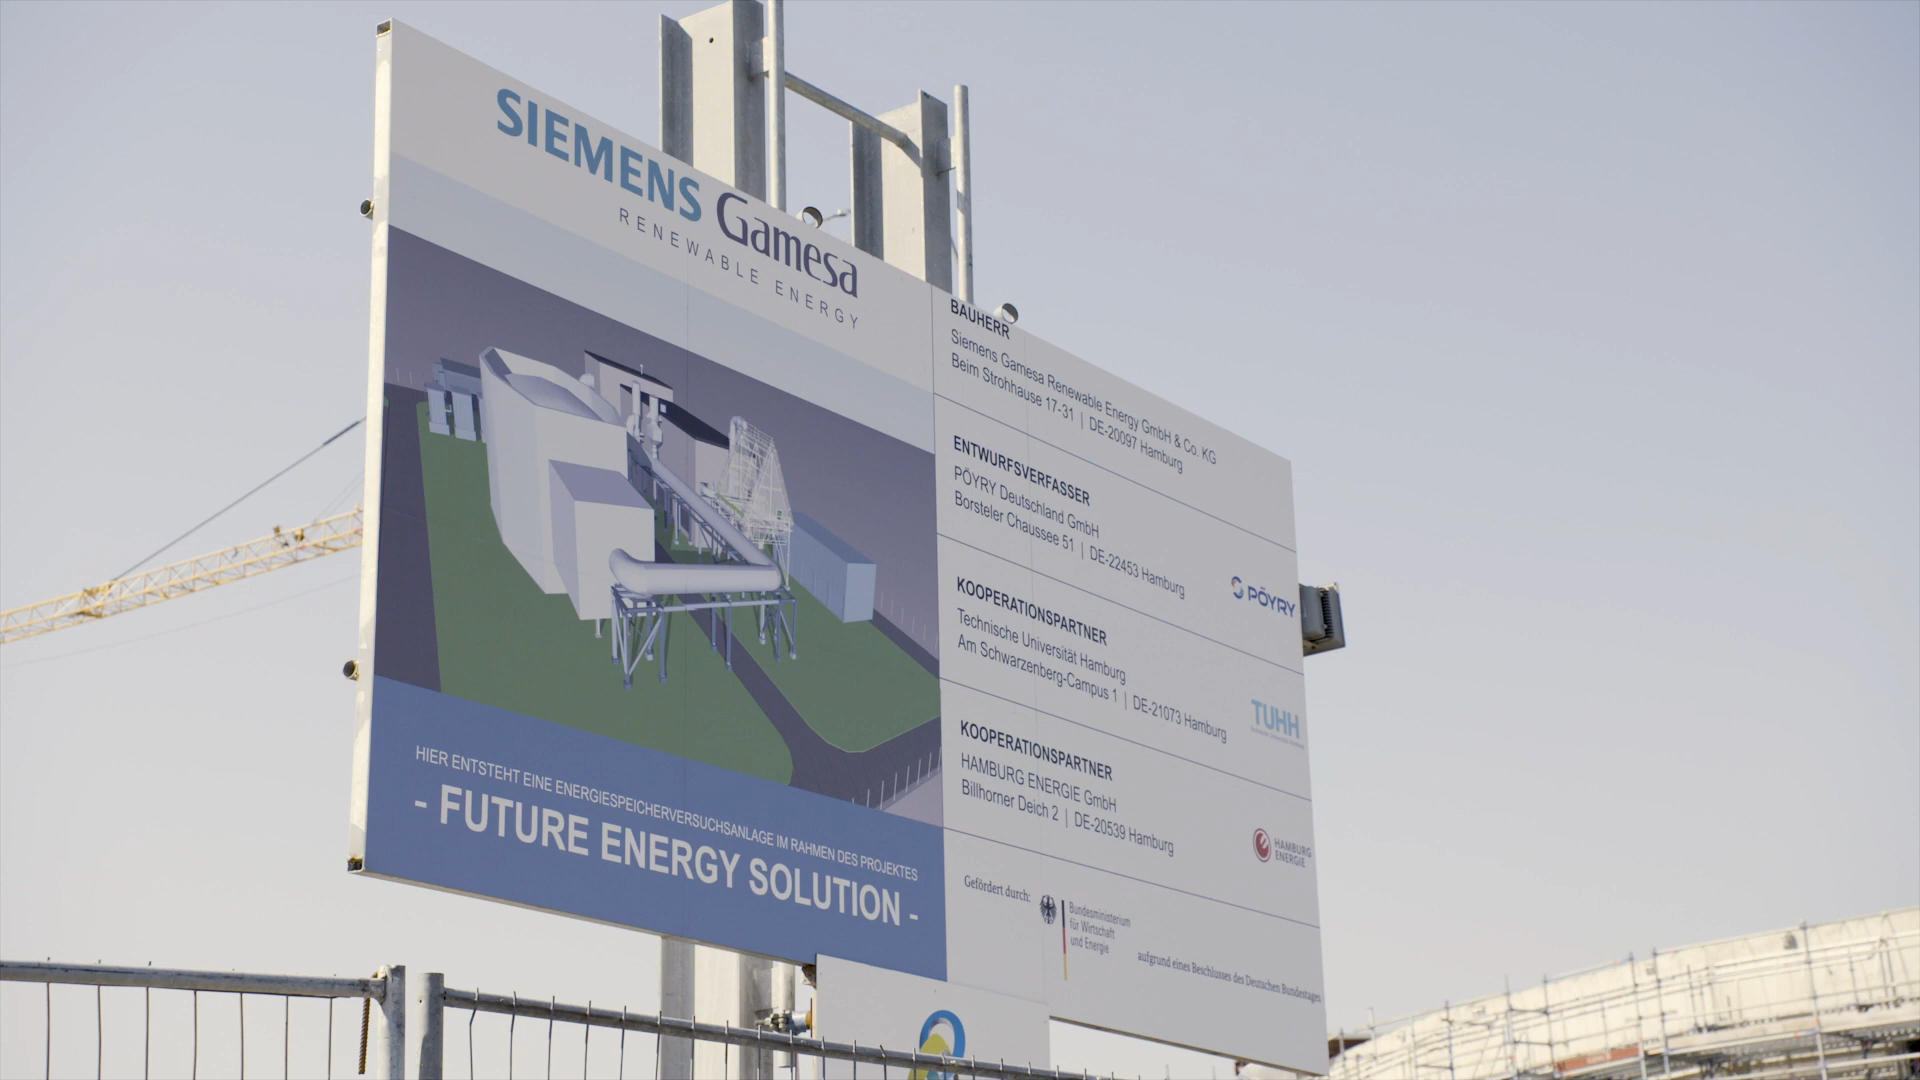 SIEMENS Gamesa
RENEWABLE ENERGY
HIER ENTSTEHT EINE ENERGIESPEICHERVERSUCHSANLAGE IM RAHMEN DES PROJEKTES
- FUTURE ENERGY SOLUTION -
BAUHERR
Siemens Gamesa Renewable Energy GmbH & Co. KG
Beim Strohhause 17-31 | DE-20097 Hamburg
ENTWURFSVERFASSER
PÖYRY Deutschland GmbH
Borsteler Chaussee 51 | DE-22453 Hamburg
PÖYRY
KOOPERATIONSPARTNER
Technische Universität Hamburg
Am Schwarzenberg-Campus 1 | DE-21073 Hamburg
TUHH
Technische Universität Hamburg
KOOPERATIONSPARTNER
HAMBURG ENERGIE GmbH
Billhorner Deich 2 | DE-20539 Hamburg
HAMBURG
ENERGIE
Gefördert durch:
Bundesministerium
für Wirtschaft
und Energie
aufgrund eines Beschlusses des Deutschen Bundestages